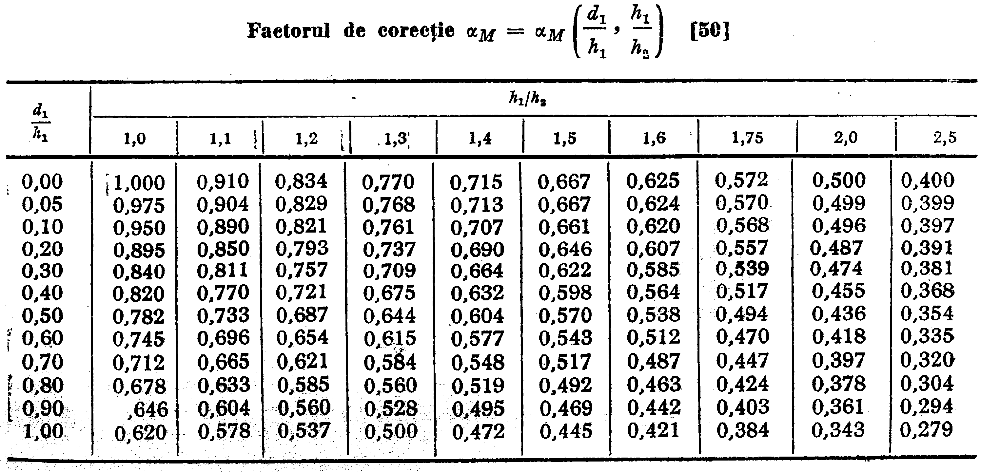 Factorul de corecție α_M = α_M (d₁/h₁, h₁/h₂) [50]
d₁/h₁ h₁/h₂
1,0 1,1 1,2 1,3 1,4 1,5 1,6 1,75 2,0 2,5
0,00 1,000 0,910 0,834 0,770 0,715 0,667 0,625 0,572 0,500 0,400
0,05 0,975 0,904 0,829 0,768 0,713 0,667 0,624 0,570 0,499 0,399
0,10 0,950 0,890 0,821 0,761 0,707 0,661 0,620 0,568 0,496 0,397
0,20 0,895 0,850 0,793 0,737 0,690 0,646 0,607 0,557 0,487 0,391
0,30 0,840 0,811 0,757 0,709 0,664 0,622 0,585 0,539 0,474 0,381
0,40 0,820 0,770 0,721 0,675 0,632 0,598 0,564 0,517 0,455 0,368
0,50 0,782 0,733 0,687 0,644 0,604 0,570 0,538 0,494 0,436 0,354
0,60 0,745 0,696 0,654 0,615 0,577 0,543 0,512 0,470 0,418 0,335
0,70 0,712 0,665 0,621 0,584 0,548 0,517 0,487 0,447 0,397 0,320
0,80 0,678 0,633 0,585 0,560 0,519 0,492 0,463 0,424 0,378 0,304
0,90 ,646 0,604 0,560 0,528 0,495 0,469 0,442 0,403 0,361 0,294
1,00 0,620 0,578 0,537 0,500 0,472 0,445 0,421 0,384 0,343 0,279